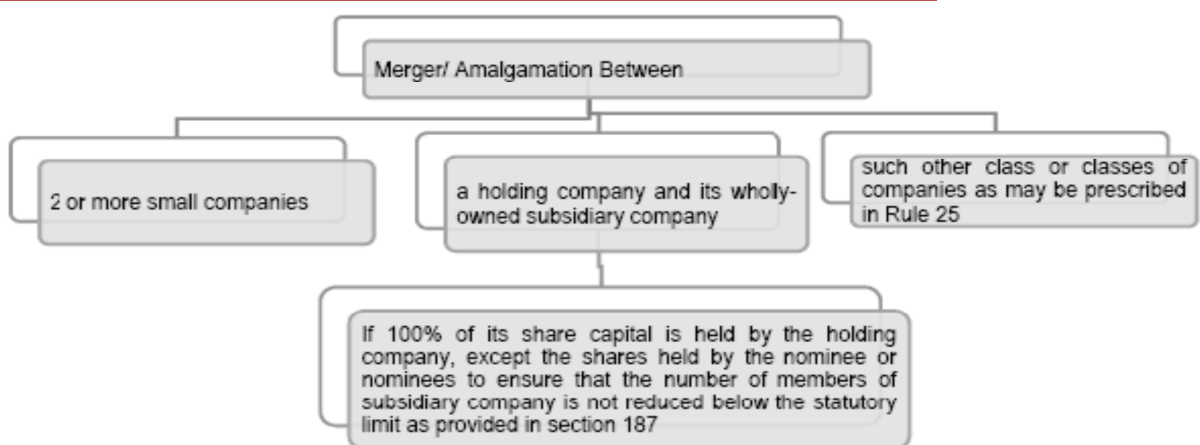 Merger/ Amalgamation Between
2 or more small companies
a holding company and its wholly-
owned subsidiary company
such other class or classes of
companies as may be prescribed
in Rule 25
If 100% of its share capital is held by the holding
company, except the shares held by the nominee or
nominees to ensure that the number of members of
subsidiary company is not reduced below the statutory
limit as provided in section 187